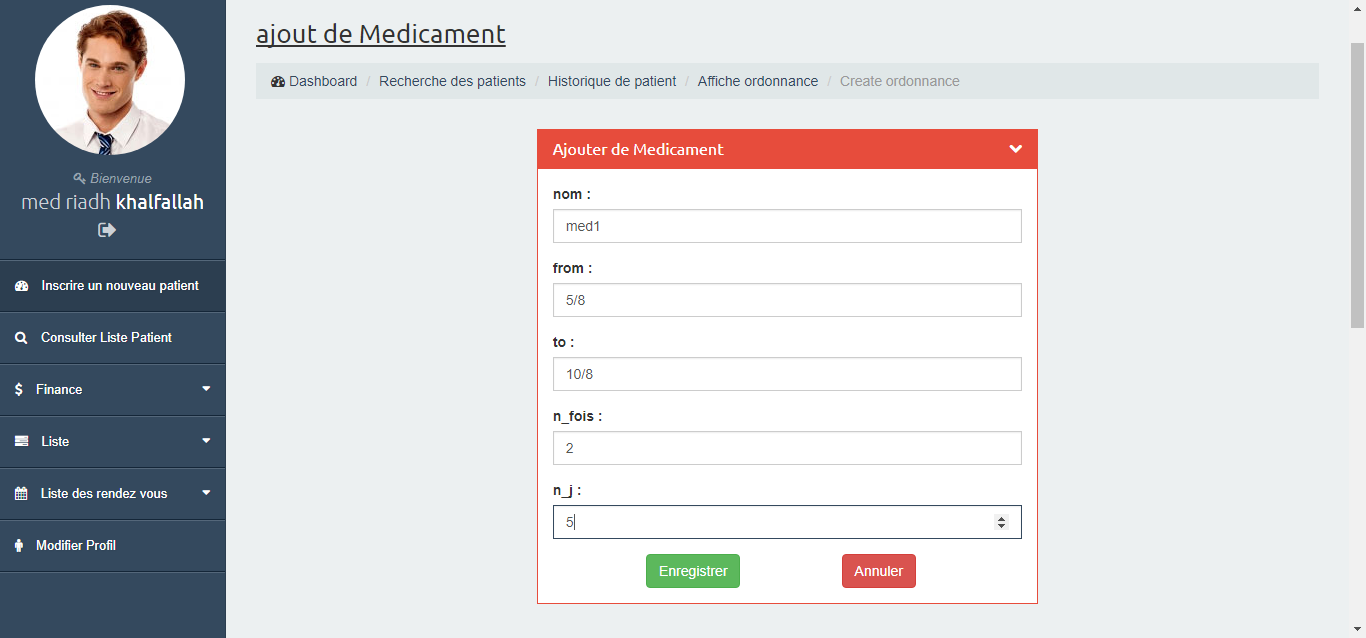 Bienvenue
med riadh khalfallah
Inscrire un nouveau patient
Consulter Liste Patient
Finance
Liste
Liste des rendez vous
Modifier Profil
ajout de Medicament
Dashboard / Recherche des patients / Historique de patient / Affiche ordonnance / Create ordonnance
Ajouter de Medicament
nom :
med1
from :
5/8
to :
10/8
n_fois :
2
n_j :
5
Enregistrer
Annuler